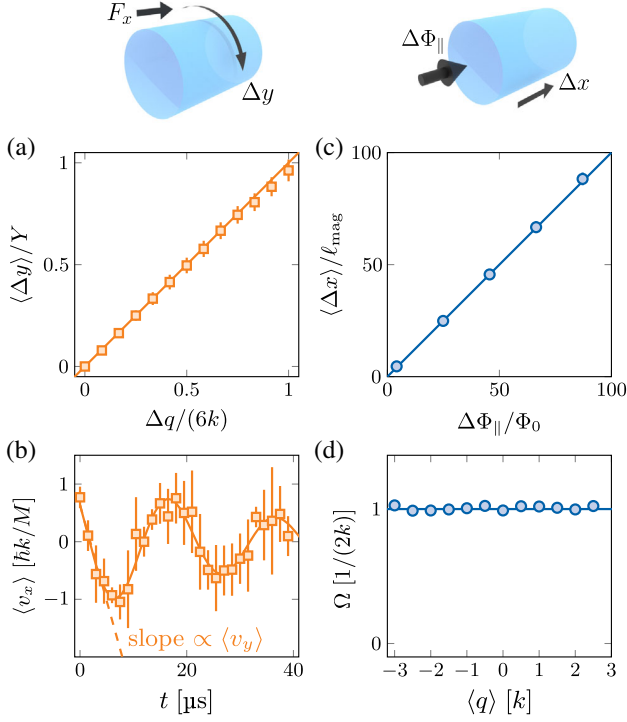 F_x
Δy
ΔΦ_∥
Δx
(a)
1
0.5
0
⟨Δy⟩/Y
0
0.5
1
Δq/(6k)
(c)
100
50
0
⟨Δx⟩/ℓ_mag
0
50
100
ΔΦ_∥/Φ_0
(b)
1
0
−1
⟨v_x⟩ [ħk/M]
slope ∝ ⟨v_y⟩
0
20
40
t [µs]
(d)
1
0
Ω [1/(2k)]
−3
−2
−1
0
1
2
3
⟨q⟩ [k]